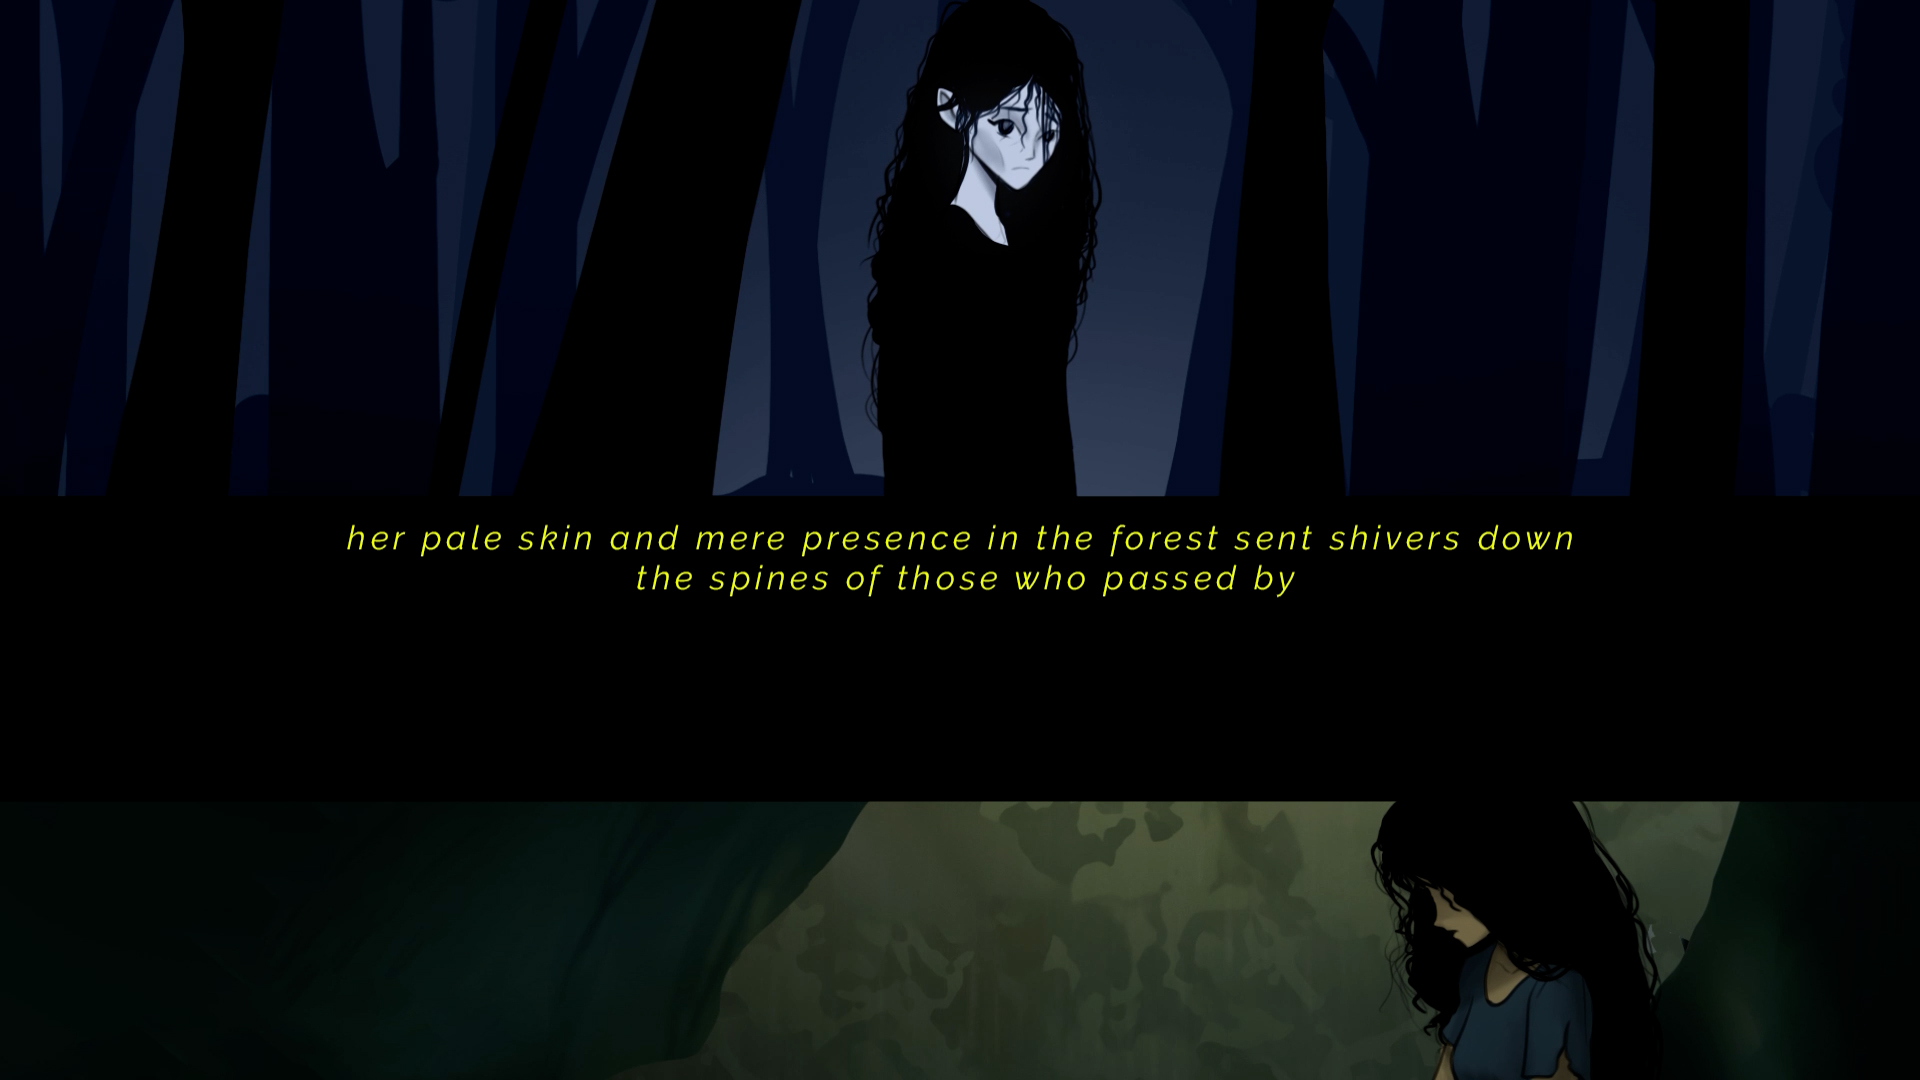 her pale skin and mere presence in the forest sent shivers down
the spines of those who passed by